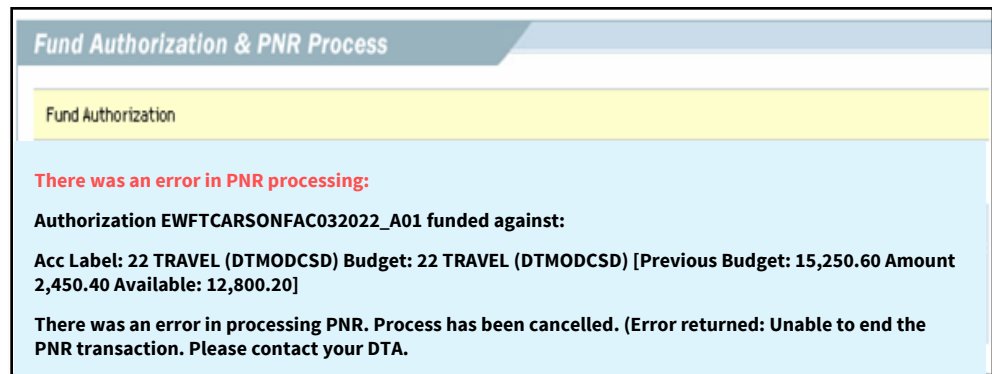 Fund Authorization & PNR Process
Fund Authorization
There was an error in PNR processing:
Authorization EWFTCARSONFAC032022_A01 funded against:
Acc Label: 22 TRAVEL (DTMODCSD) Budget: 22 TRAVEL (DTMODCSD) [Previous Budget: 15,250.60 Amount
2,450.40 Available: 12,800.20]
There was an error in processing PNR. Process has been cancelled. (Error returned: Unable to end the
PNR transaction. Please contact your DTA.